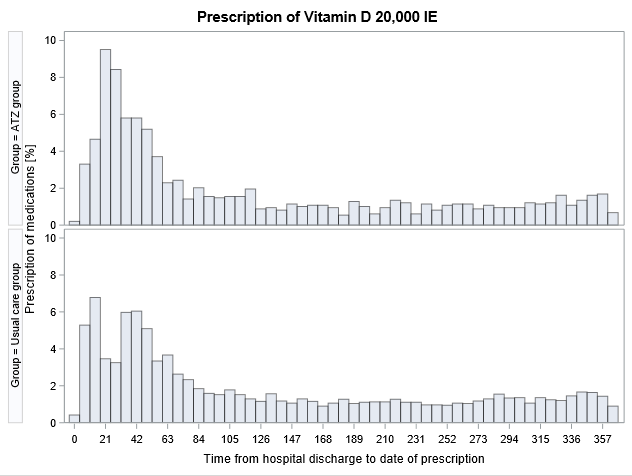 Prescription of Vitamin D 20,000 IE
Group = ATZ group
Group = Usual care group
Prescription of medications [%]
10
8
6
4
2
0
10
8
6
4
2
0
0 21 42 63 84 105 126 147 168 189 210 231 252 273 294 315 336 357
Time from hospital discharge to date of prescription